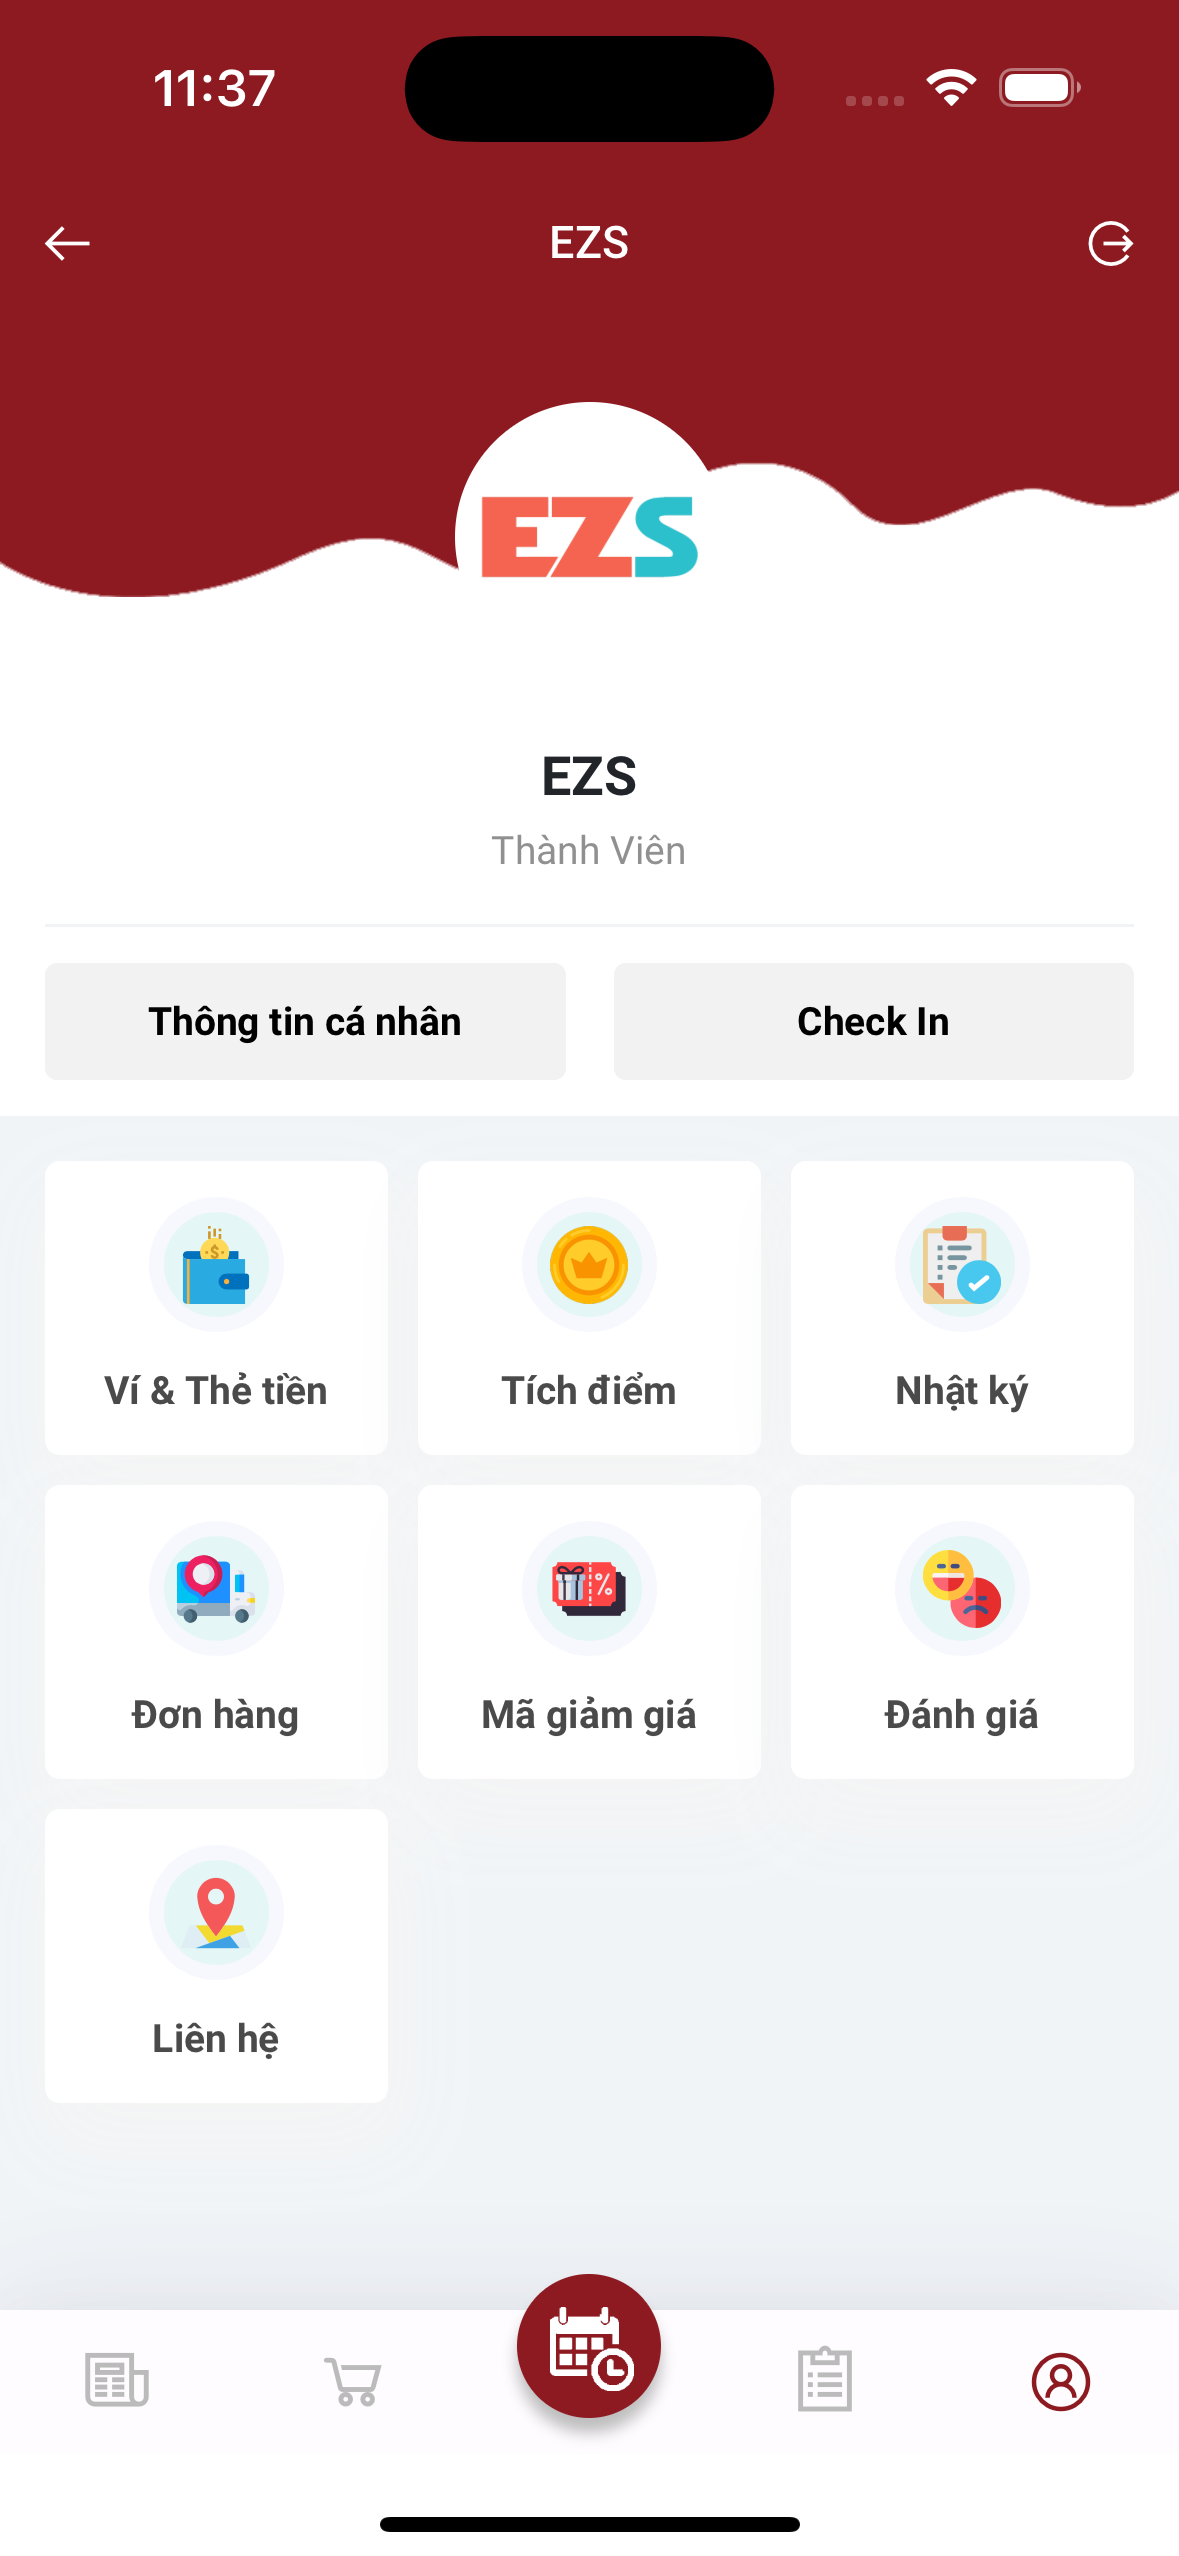 11:37
EZS
EZS
EZS
Thành Viên
Thông tin cá nhân
Check In
Ví & Thẻ tiền
Tích điểm
Nhật ký
Đơn hàng
Mã giảm giá
Đánh giá
Liên hệ